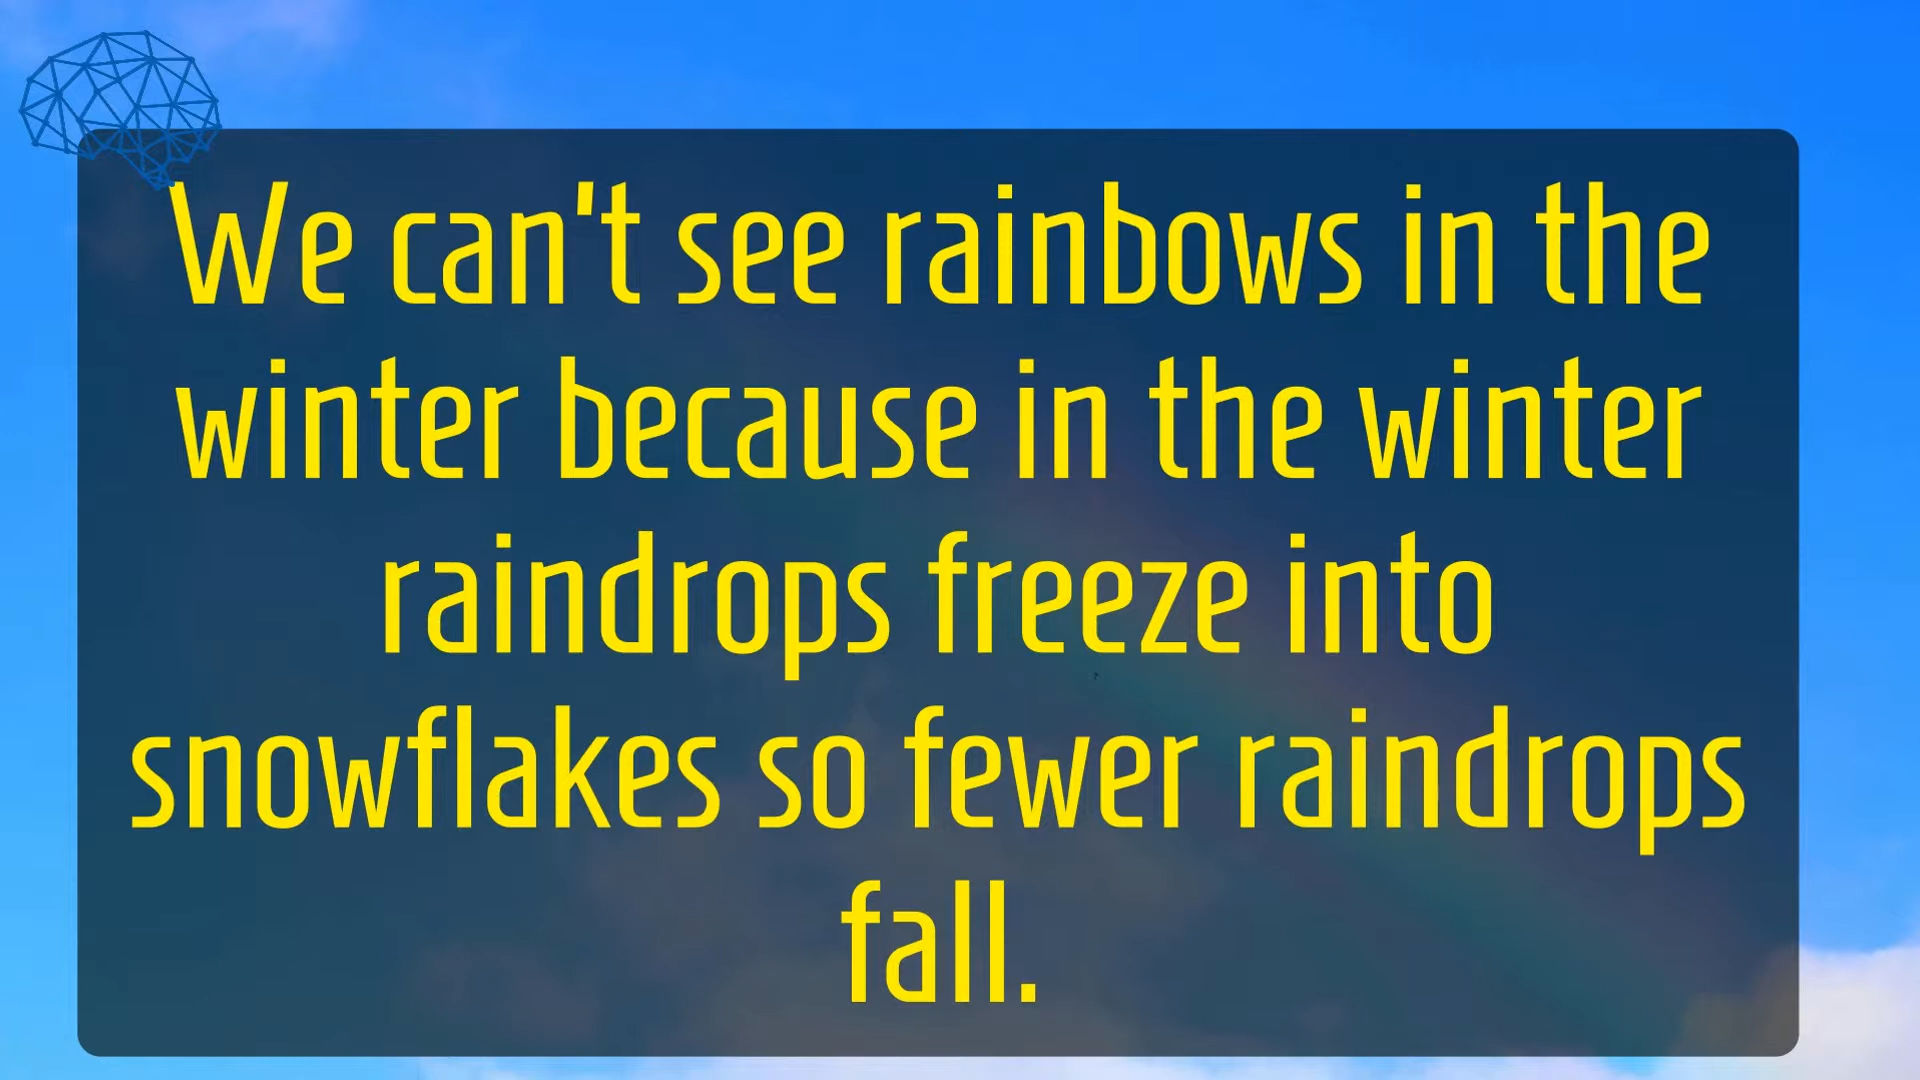 We can't see rainbows in the
winter because in the winter
raindrops freeze into
snowflakes so fewer raindrops
fall.